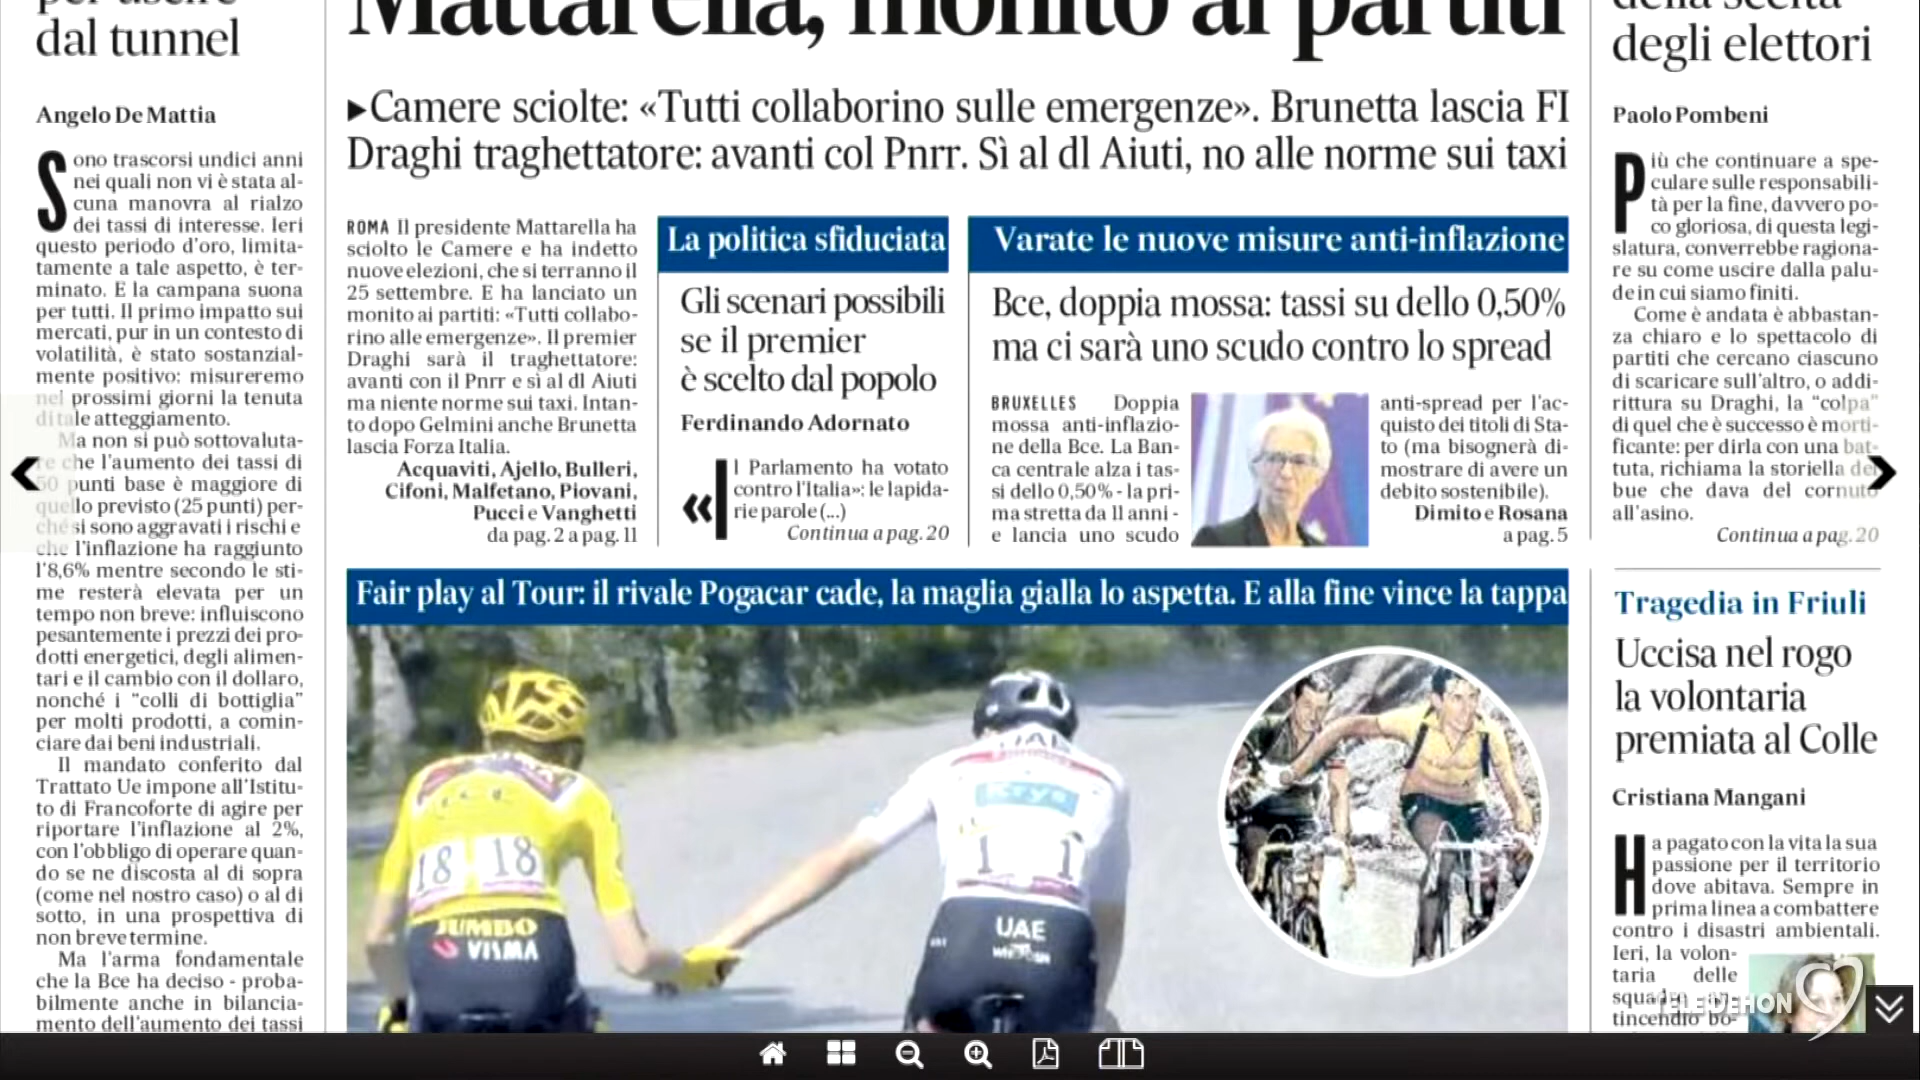 per uscire
dal tunnel
Angelo De Mattia
Sono trascorsi undici anni
nei quali non vi è stata al-
cuna manovra al rialzo
dei tassi di interesse. Ieri
questo periodo d'oro, limita-
tamente a tale aspetto, è ter-
minato. E la campana suona
per tutti. Il primo impatto sui
mercati, pur in un contesto di
volatilità, è stato sostanzial-
mente positivo: misureremo
nel prossimi giorni la tenuta
di tale atteggiamento.
Ma non si può sottovaluta-
re che l'aumento dei tassi di
50 punti base è maggiore di
quello previsto (25 punti) per-
ché si sono aggravati i rischi e
che l'inflazione ha raggiunto
l'8,6% mentre secondo le sti-
me resterà elevata per un
tempo non breve: influiscono
pesantemente i prezzi dei pro-
dotti energetici, degli alimen-
tari e il cambio con il dollaro,
nonché i “colli di bottiglia”
per molti prodotti, a comin-
ciare dai beni industriali.
Il mandato conferito dal
Trattato Ue impone all'Istitu-
to di Francoforte di agire per
riportare l'inflazione al 2%,
con l'obbligo di operare quan-
do se ne discosta al di sopra
(come nel nostro caso) o al di
sotto, in una prospettiva di
non breve termine.
Ma l'arma fondamentale
che la Bce ha deciso - proba-
bilmente anche in bilancia-
mento dell'aumento dei tassi
Mattarella, monito ai partiti
►Camere sciolte: «Tutti collaborino sulle emergenze». Brunetta lascia FI
Draghi traghettatore: avanti col Pnrr. Sì al dl Aiuti, no alle norme sui taxi
ROMA Il presidente Mattarella ha
sciolto le Camere e ha indetto
nuove elezioni, che si terranno il
25 settembre. E ha lanciato un
monito ai partiti: «Tutti collabo-
rino alle emergenze». Il premier
Draghi sarà il traghettatore:
avanti con il Pnrr e sì al dl Aiuti
ma niente norme sui taxi. Intan-
to dopo Gelmini anche Brunetta
lascia Forza Italia.
Acquaviti, Ajello, Bulleri,
Cifoni, Malfetano, Piovani,
Pucci e Vanghetti
da pag. 2 a pag. 11
La politica sfiduciata
Gli scenari possibili
se il premier
è scelto dal popolo
Ferdinando Adornato
«Il Parlamento ha votato
contro l'Italia»: le lapida-
rie parole (...)
Continua a pag. 20
Varate le nuove misure anti-inflazione
Bce, doppia mossa: tassi su dello 0,50%
ma ci sarà uno scudo contro lo spread
BRUXELLES Doppia
mossa anti-inflazio-
ne della Bce. La Ban-
ca centrale alza i tas-
si dello 0,50% - la pri-
ma stretta da 11 anni -
e lancia uno scudo
anti-spread per l'ac-
quisto dei titoli di Sta-
to (ma bisognerà di-
mostrare di avere un
debito sostenibile).
Dimito e Rosana
a pag. 5
Fair play al Tour: il rivale Pogacar cade, la maglia gialla lo aspetta. E alla fine vince la tappa
18 18
JUMBO
VISMA
UAE
Krys
1 1
UAE
della scelta
degli elettori
Paolo Pombeni
Più che continuare a spe-
culare sulle responsabili-
tà per la fine, davvero po-
co gloriosa, di questa legi-
slatura, converrebbe ragiona-
re su come uscire dalla palu-
de in cui siamo finiti.
Come è andata è abbastan-
za chiaro e lo spettacolo di
partiti che cercano ciascuno
di scaricare sull'altro, o addi-
rittura su Draghi, la “colpa”
di quel che è successo è morti-
ficante: per dirla con una bat-
tuta, richiama la storiella del
bue che dava del cornuto
all'asino.
Continua a pag. 20
Tragedia in Friuli
Uccisa nel rogo
la volontaria
premiata al Colle
Cristiana Mangani
Ha pagato con la vita la sua
passione per il territorio
dove abitava. Sempre in
prima linea a combattere
contro i disastri ambientali.
Ieri, la volon-
taria delle
squadre
tincendio bo-
TELEDEHON